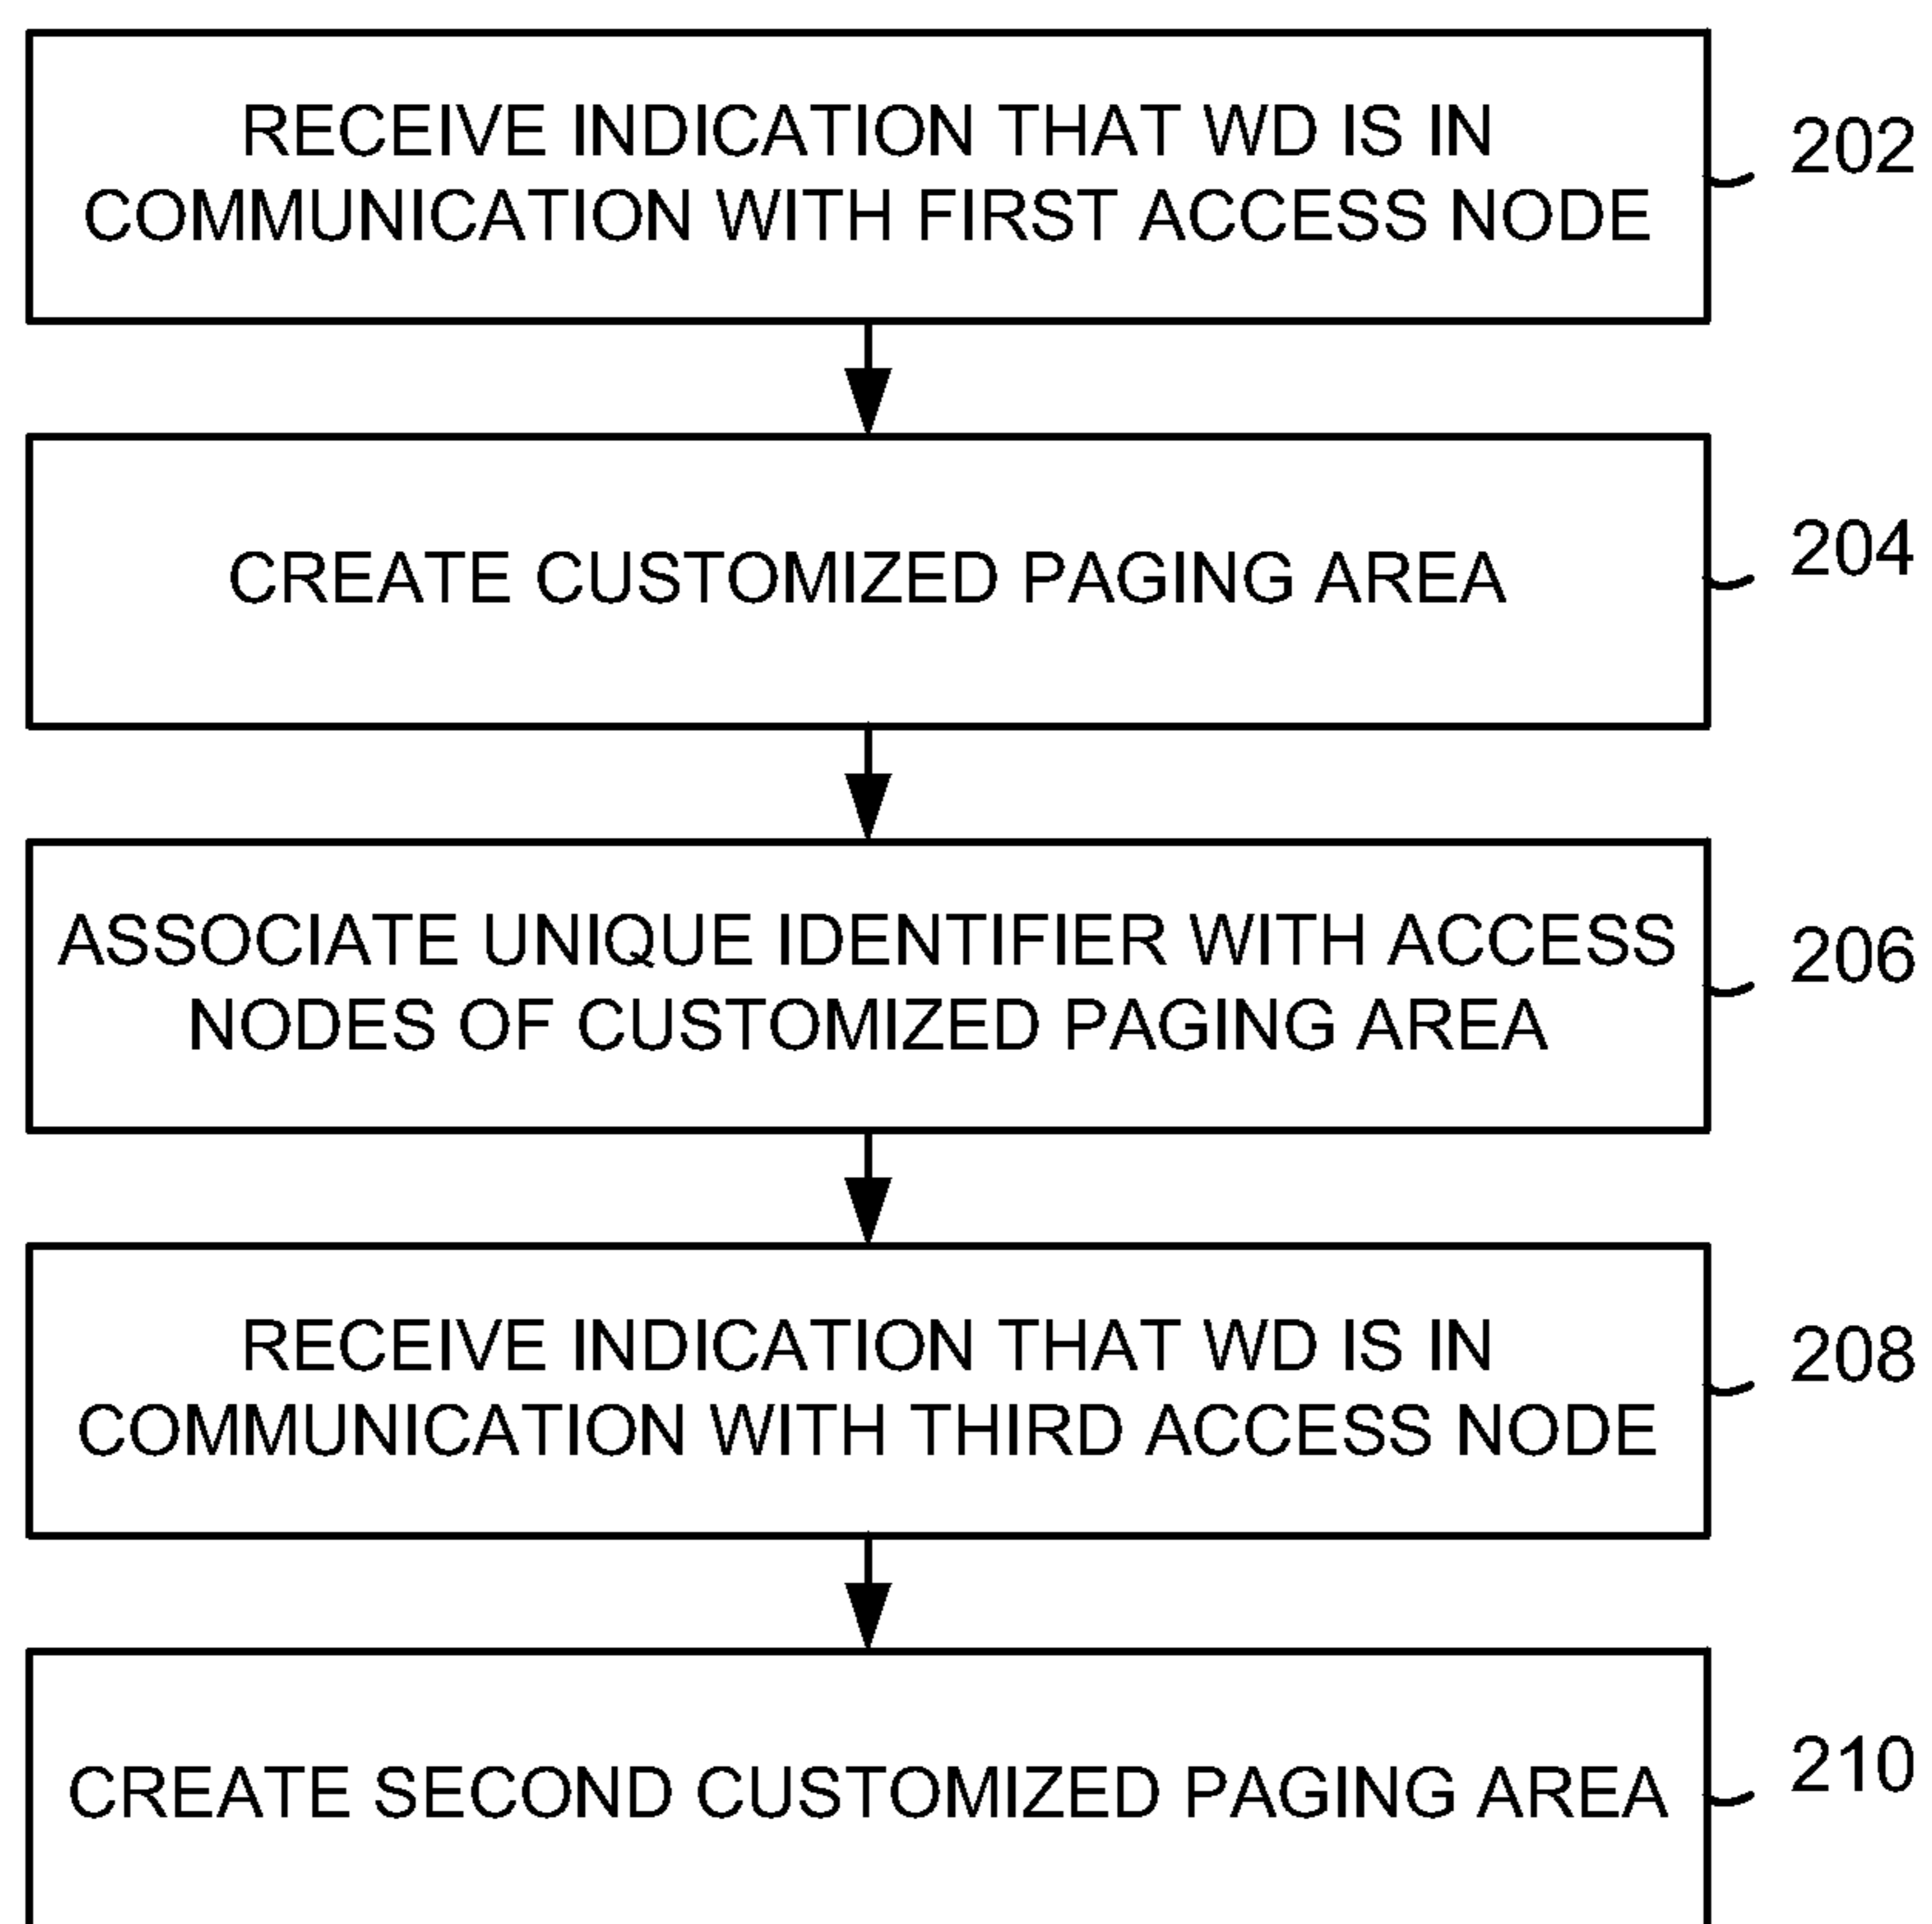 RECEIVE INDICATION THAT WD IS IN
COMMUNICATION WITH FIRST ACCESS NODE
202
CREATE CUSTOMIZED PAGING AREA
204
ASSOCIATE UNIQUE IDENTIFIER WITH ACCESS
NODES OF CUSTOMIZED PAGING AREA
206
RECEIVE INDICATION THAT WD IS IN
COMMUNICATION WITH THIRD ACCESS NODE
208
CREATE SECOND CUSTOMIZED PAGING AREA
210